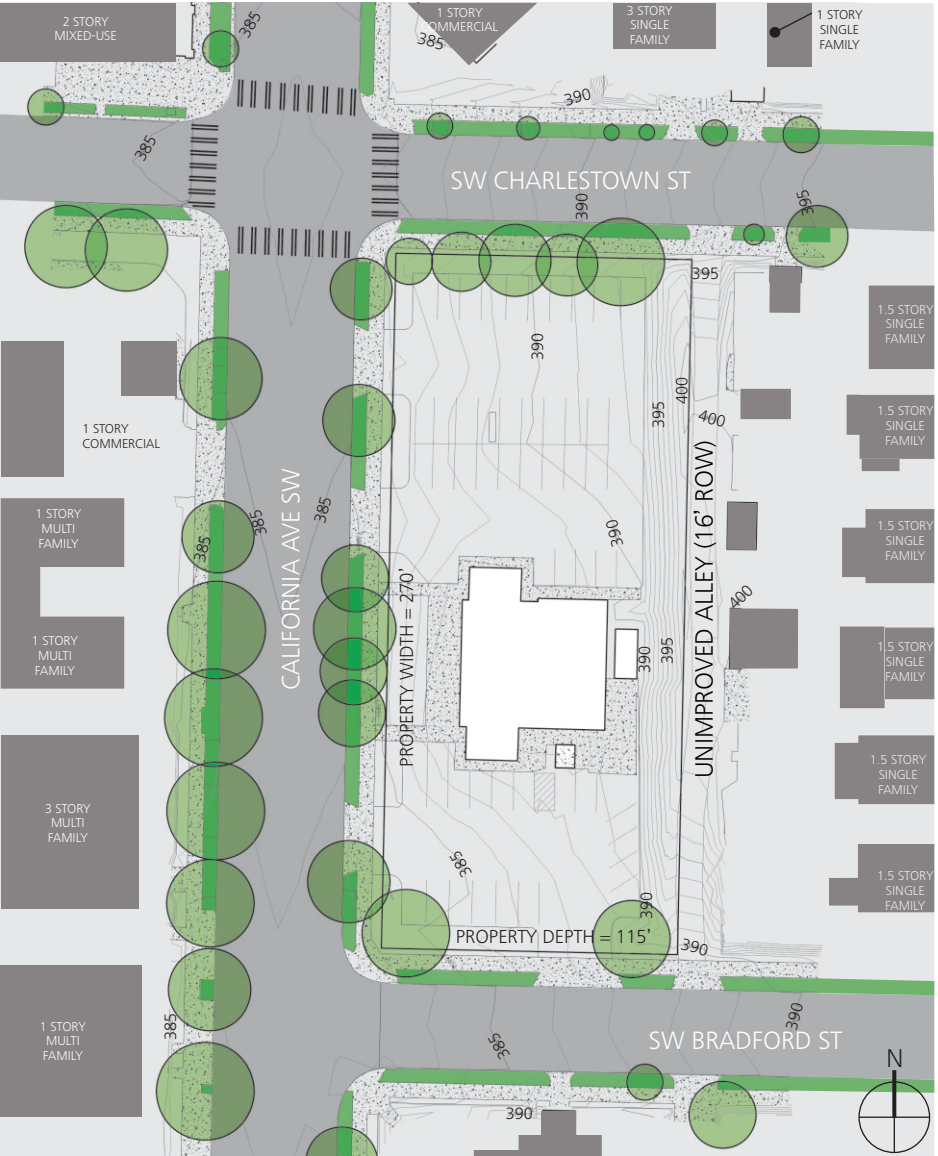 2 STORY
MIXED-USE
385
1 STORY
COMMERCIAL
385
3 STORY
SINGLE
FAMILY
1 STORY
SINGLE
FAMILY
390
385
SW CHARLESTOWN ST
390
395
395
390
395
400
400
1.5 STORY
SINGLE
FAMILY
1.5 STORY
SINGLE
FAMILY
1 STORY
COMMERCIAL
CALIFORNIA AVE SW
385
385
385
1 STORY
MULTI
FAMILY
1 STORY
MULTI
FAMILY
390
UNIMPROVED ALLEY (16' ROW)
400
1.5 STORY
SINGLE
FAMILY
1.5 STORY
SINGLE
FAMILY
PROPERTY WIDTH = 270'
390
395
1.5 STORY
SINGLE
FAMILY
3 STORY
MULTI
FAMILY
385
390
1.5 STORY
SINGLE
FAMILY
PROPERTY DEPTH = 115'
390
1 STORY
MULTI
FAMILY
385
385
SW BRADFORD ST
390
390
N